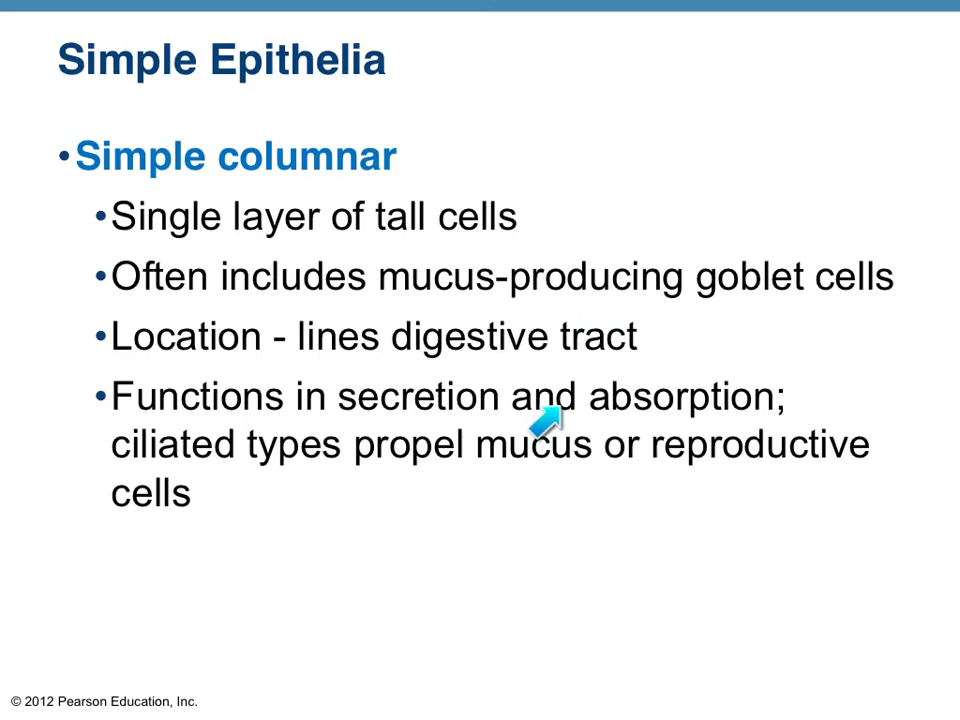 Simple Epithelia
•Simple columnar
•Single layer of tall cells
•Often includes mucus-producing goblet cells
•Location - lines digestive tract
•Functions in secretion and absorption;
ciliated types propel mucus or reproductive
cells
© 2012 Pearson Education, Inc.